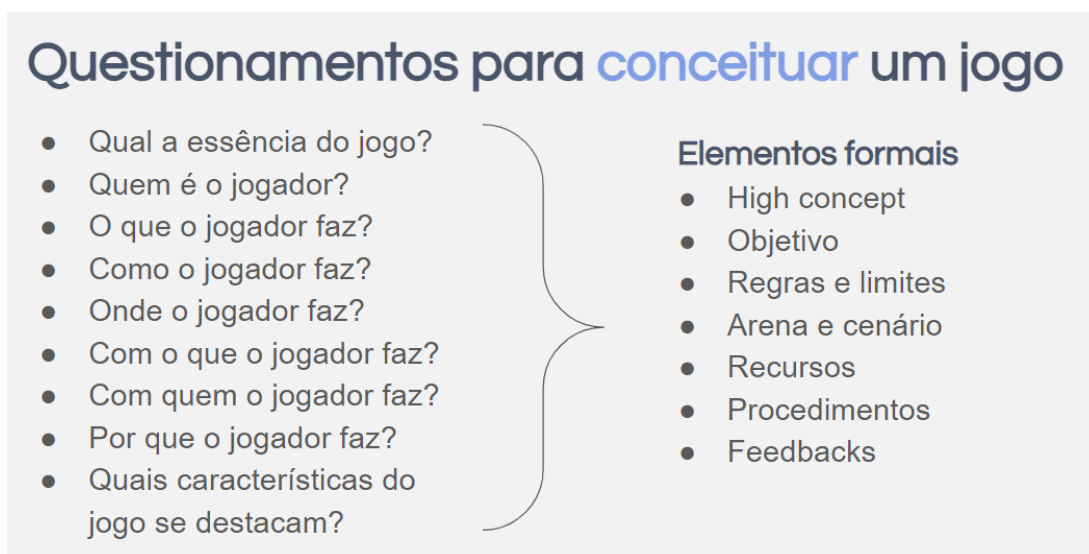 Questionamentos para conceituar um jogo
● Qual a essência do jogo?
● Quem é o jogador?
● O que o jogador faz?
● Como o jogador faz?
● Onde o jogador faz?
● Com o que o jogador faz?
● Com quem o jogador faz?
● Por que o jogador faz?
● Quais características do
jogo se destacam?
Elementos formais
● High concept
● Objetivo
● Regras e limites
● Arena e cenário
● Recursos
● Procedimentos
● Feedbacks